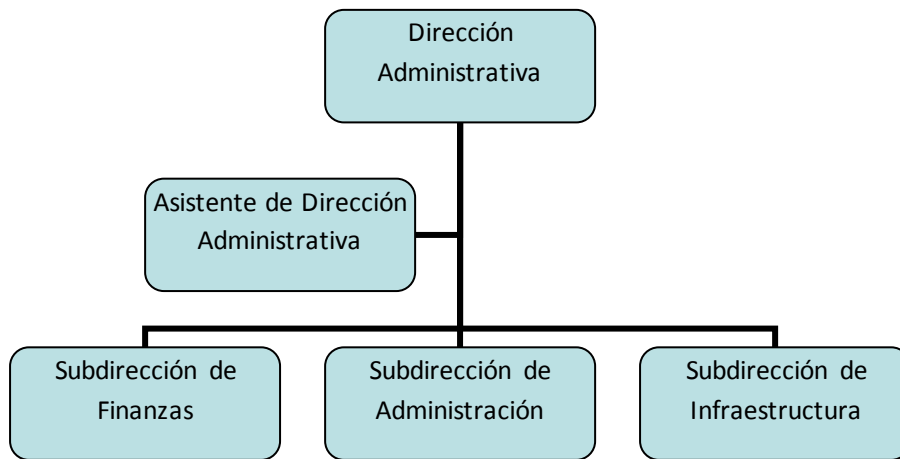 Dirección
Administrativa
Asistente de Dirección
Administrativa
Subdirección de
Finanzas
Subdirección de
Administración
Subdirección de
Infraestructura